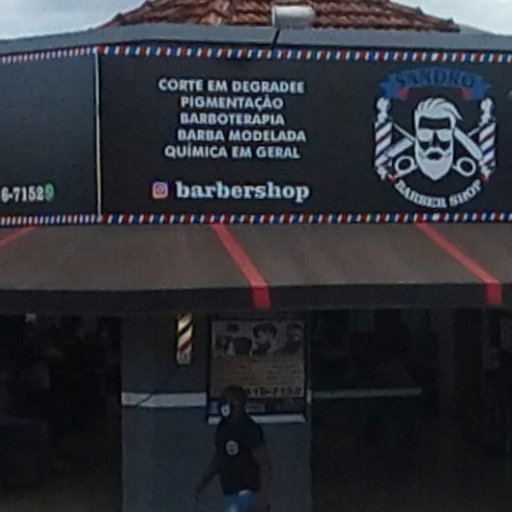 CORTE EM DEGRADEE
PIGMENTAÇÃO
BARBOTERAPIA
BARBA MODELADA
QUÍMICA EM GERAL
barbershop
6-7152
SANDRO
BARBER SHOP